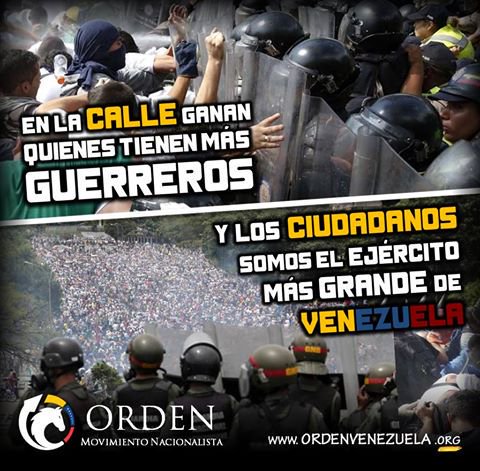 EN LA CALLE GANAN
QUIENES TIENEN MÁS
GUERREROS
Y LOS CIUDADANOS
SOMOS EL EJÉRCITO
MÁS GRANDE DE
VENEZUELA
ORDEN
MOVIMIENTO NACIONALISTA
WWW.ORDENVENEZUELA.ORG